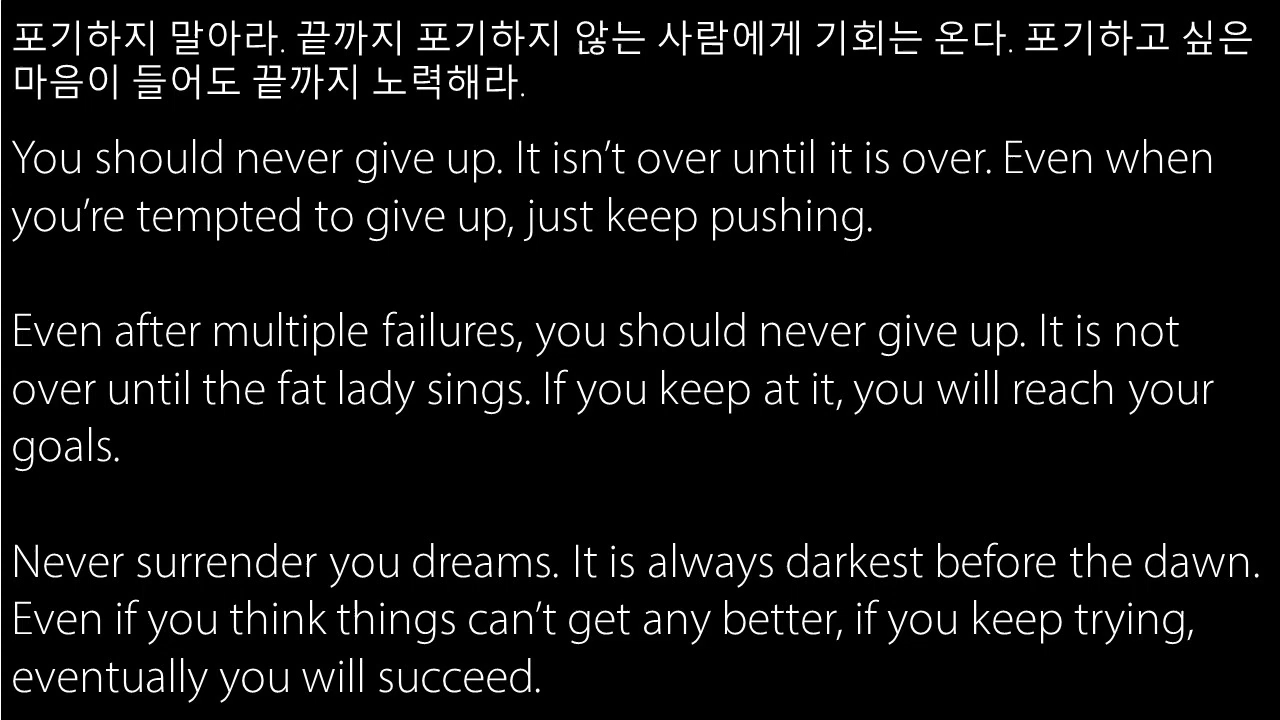 포기하지 말아라. 끝까지 포기하지 않는 사람에게 기회는 온다. 포기하고 싶은
마음이 들어도 끝까지 노력해라.
You should never give up. It isn’t over until it is over. Even when
you’re tempted to give up, just keep pushing.
Even after multiple failures, you should never give up. It is not
over until the fat lady sings. If you keep at it, you will reach your
goals.
Never surrender you dreams. It is always darkest before the dawn.
Even if you think things can’t get any better, if you keep trying,
eventually you will succeed.